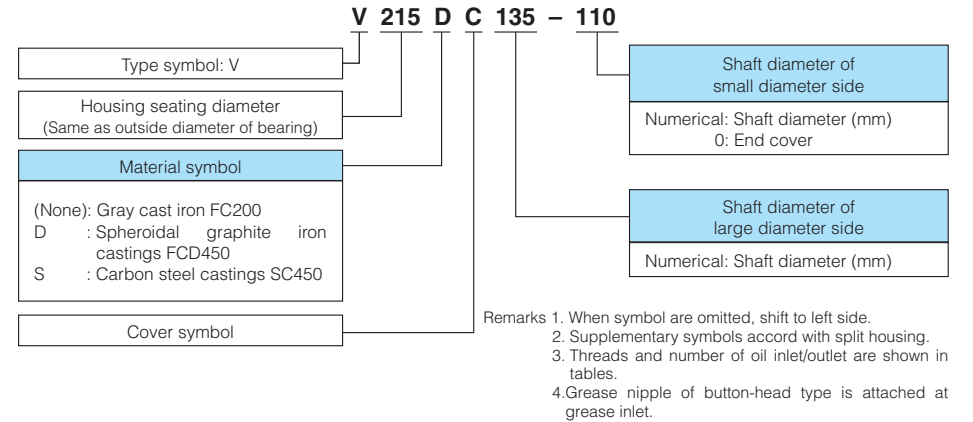 V 215 D C 135 – 110
Type symbol: V
Housing seating diameter
(Same as outside diameter of bearing)
Material symbol
(None): Gray cast iron FC200
D : Spheroidal graphite iron
castings FCD450
S : Carbon steel castings SC450
Cover symbol
Shaft diameter of
small diameter side
Numerical: Shaft diameter (mm)
0: End cover
Shaft diameter of
large diameter side
Numerical: Shaft diameter (mm)
Remarks 1. When symbol are omitted, shift to left side.
2. Supplementary symbols accord with split housing.
3. Threads and number of oil inlet/outlet are shown in
tables.
4.Grease nipple of button-head type is attached at
grease inlet.